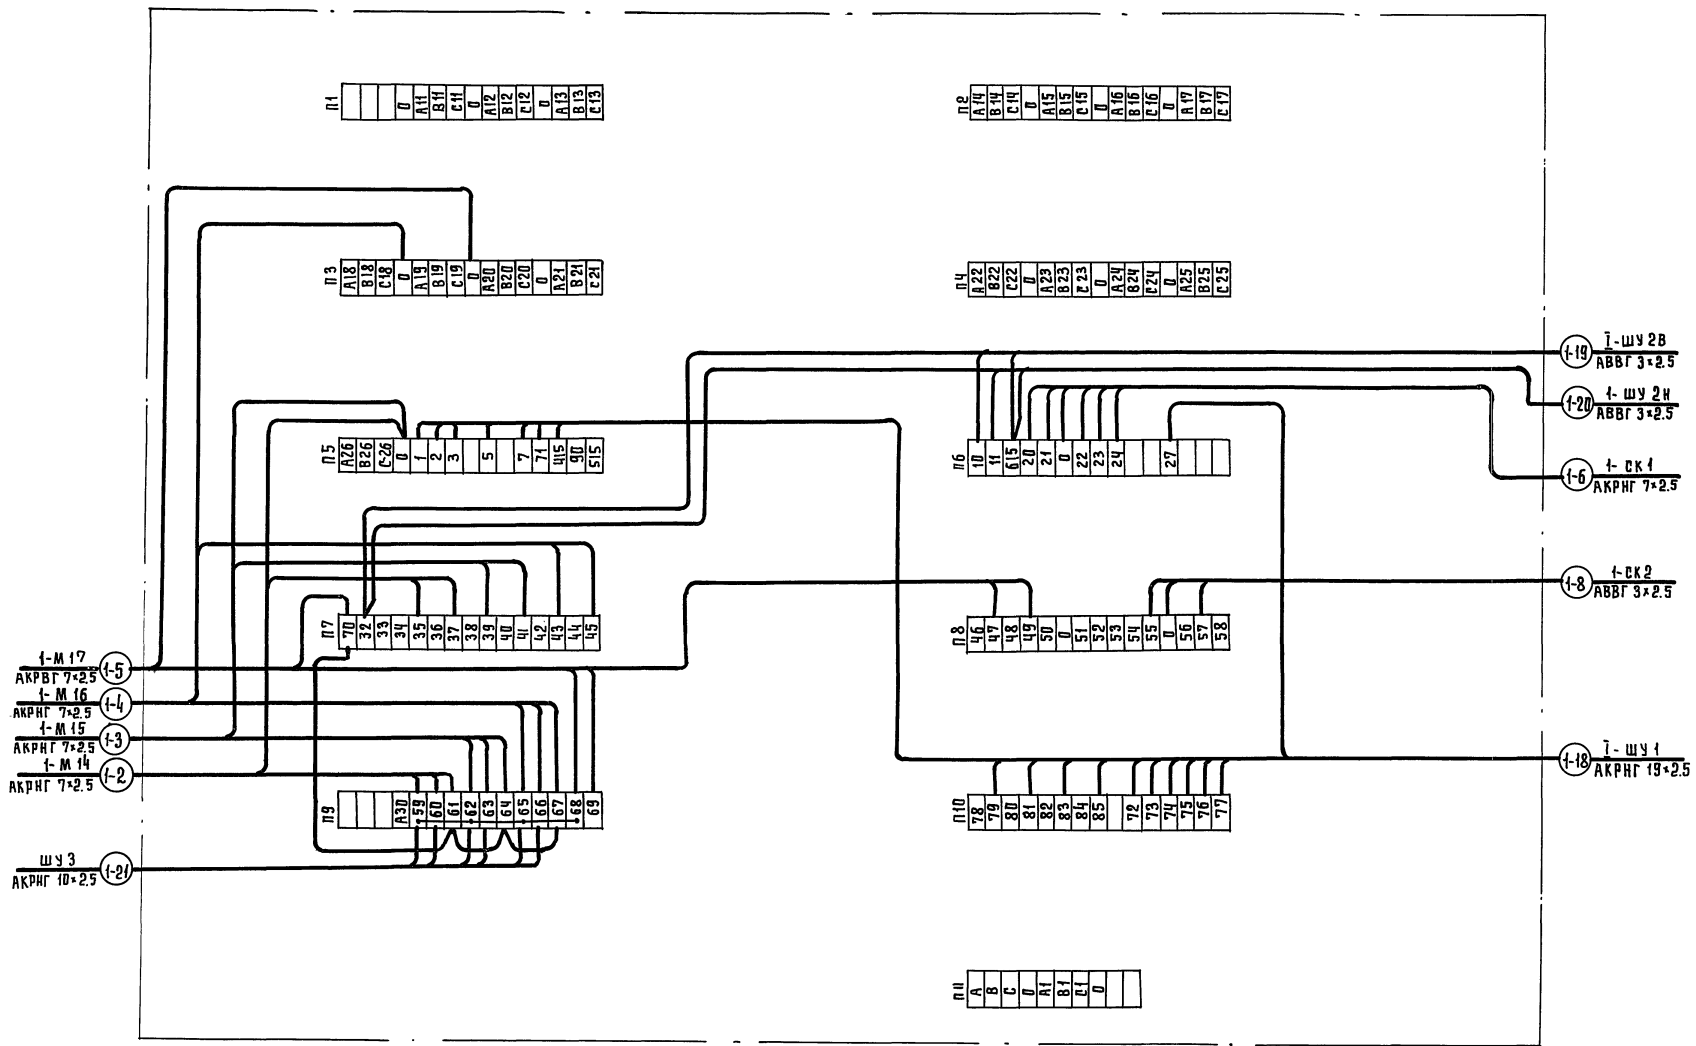 П1 0 А11 В11 С11 0 А12 В12 С12 0 А13 В13 С13
П2 А14 В14 С14 0 А15 В15 С15 0 А16 В16 С16 0 А17 В17 С17
П3 А18 В18 С18 0 А19 В19 С19 0 А20 В20 С20 0 А21 В21 С21
П4 А22 В22 С22 0 А23 В23 С23 0 А24 В24 С24 0 А25 В25 С25
1-19 I-ШУ 2В
АВВГ 3×2.5
1-20 1- ШУ 2Н
АВВГ 3×2.5
П5 А26 В26 С26 0 1 2 3 5 7 71 415 90 515
П6 10 11 615 20 21 0 22 23 24 27
1-6 1- СК 1
АКРНГ 7×2.5
1-8 1-СК2
АВВГ 3×2.5
П7 70 32 33 34 35 36 37 38 39 40 41 42 43 44 45
П8 46 47 48 49 50 0 51 52 53 54 55 0 56 57 58
1-М 17 1-5
АКРВГ 7×2.5
1- М 16 1-4
АКРНГ 7×2.5
1- М 15 1-3
АКРНГ 7×2.5
1- М 14 1-2
АКРНГ 7×2.5
1-18 I - ШУ 1
АКРНГ 19×2.5
П9 А30 59 60 61 62 63 64 65 66 67 68 69
П10 78 79 80 81 82 83 84 85 72 73 74 75 76 77
ШУ 3 1-21
АКРНГ 10×2.5
П11 А В С 0 А1 В1 С1 0